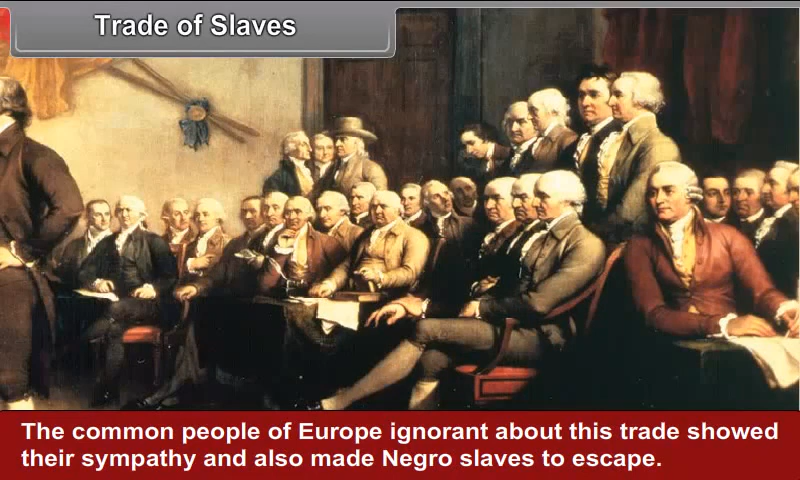 Trade of Slaves
The common people of Europe ignorant about this trade showed
their sympathy and also made Negro slaves to escape.